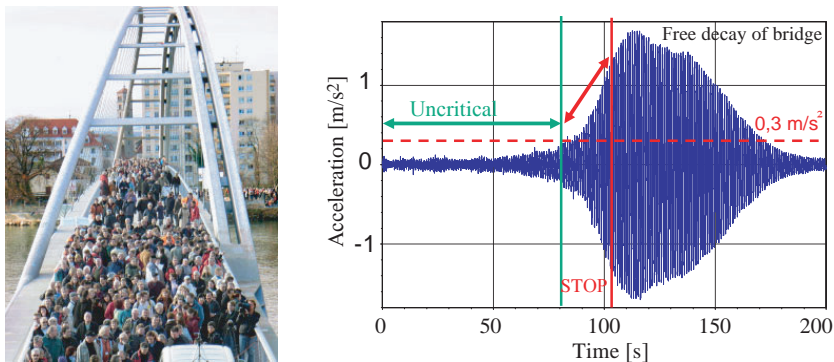 Free decay of bridge
Uncritical
0,3 m/s²
STOP
Acceleration [m/s²]
1
0
-1
0 50 100 150 200
Time [s]